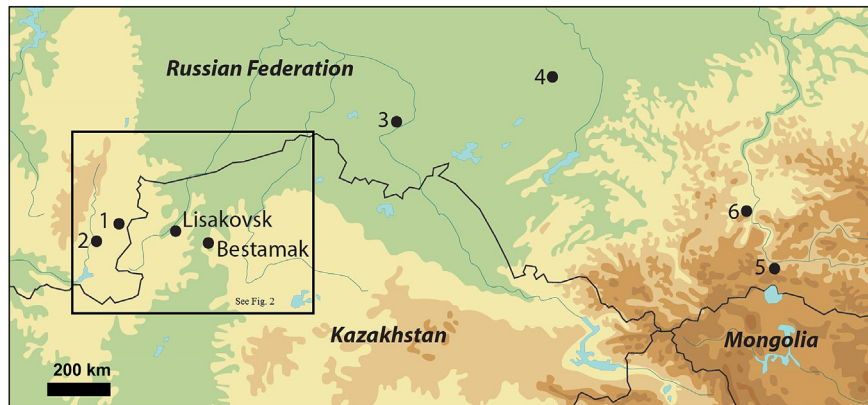 Russian Federation
4
3
1
2
Lisakovsk
Bestamak
6
5
See Fig. 2
Kazakhstan
Mongolia
200 km